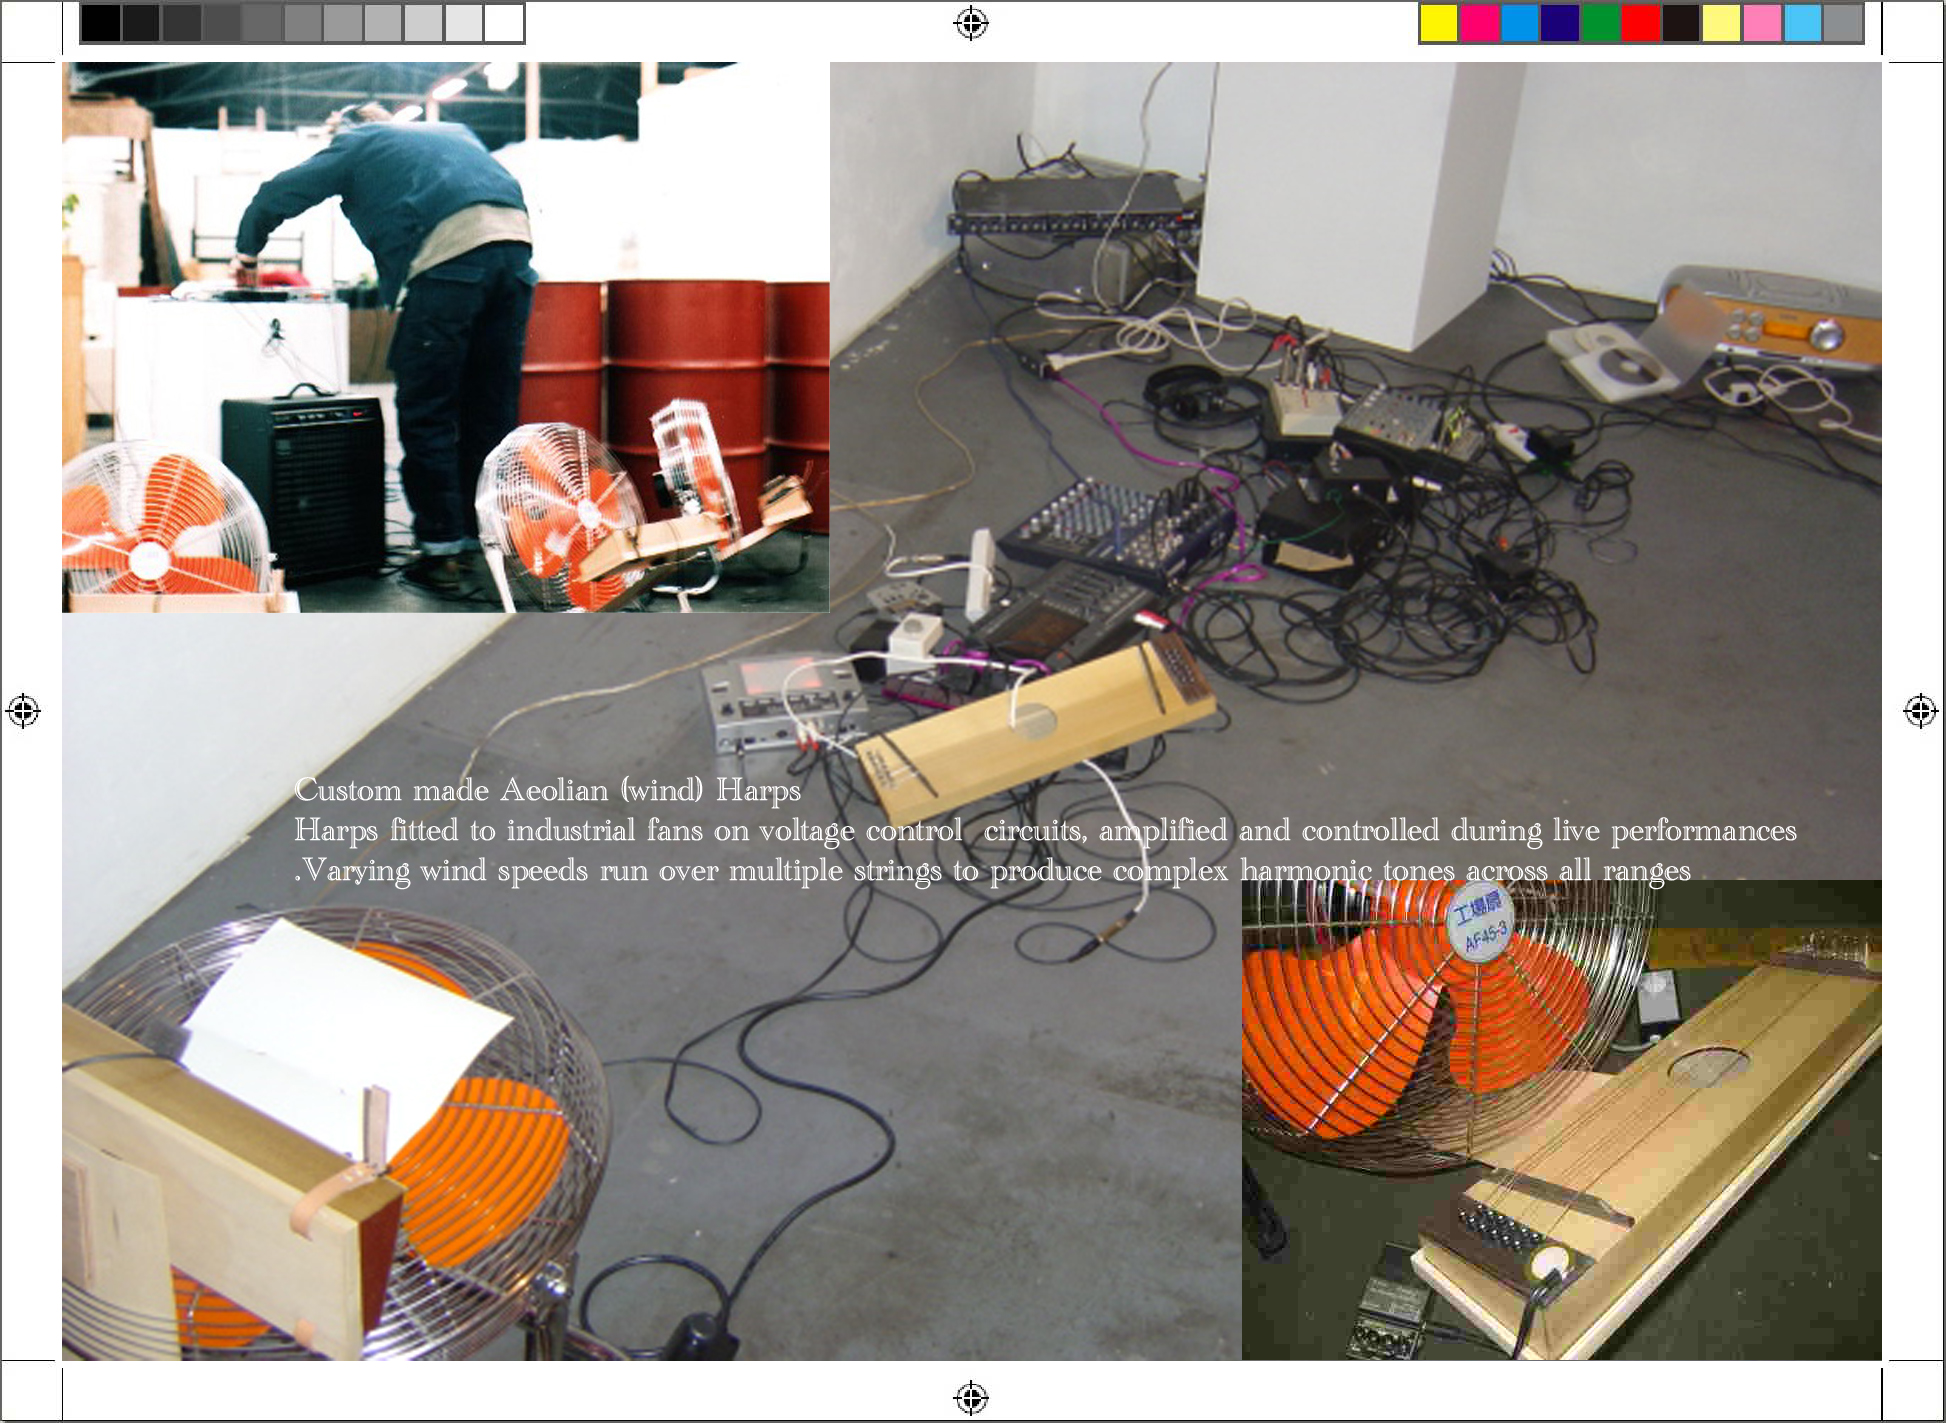 Custom made Aeolian (wind) Harps
Harps fitted to industrial fans on voltage control  circuits, amplified and controlled during live performances
.Varying wind speeds run over multiple strings to produce complex harmonic tones across all ranges
工場扇
AF45-3